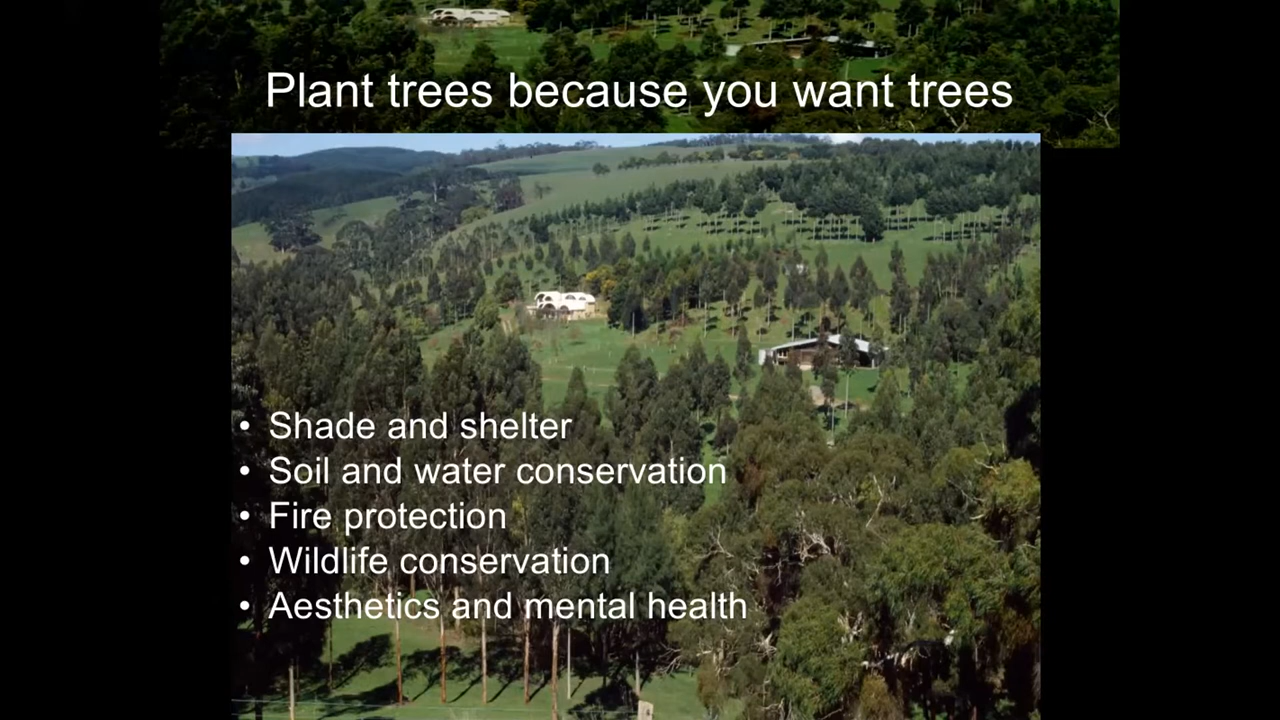 Plant trees because you want trees
• Shade and shelter
• Soil and water conservation
• Fire protection
• Wildlife conservation
• Aesthetics and mental health